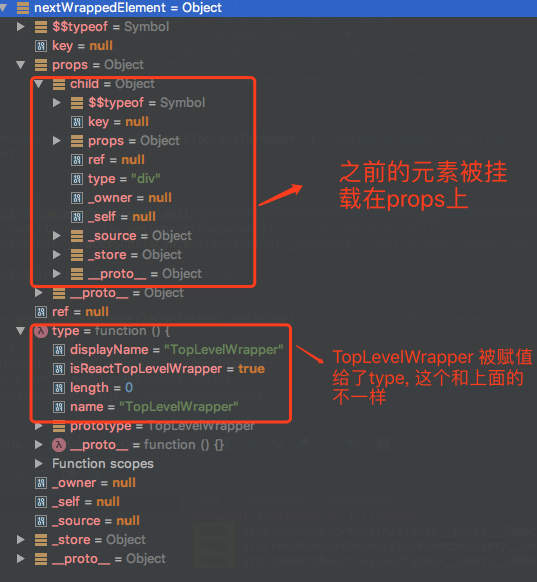 nextWrappedElement = Object
$$typeof = Symbol
key = null
props = Object
child = Object
$$typeof = Symbol
key = null
props = Object
ref = null
type = "div"
_owner = null
_self = null
_source = Object
_store = Object
__proto__ = Object
__proto__ = Object
ref = null
type = function () {
displayName = "TopLevelWrapper"
isReactTopLevelWrapper = true
length = 0
name = "TopLevelWrapper"
prototype = TopLevelWrapper
__proto__ = function () {}
Function scopes
_owner = null
_self = null
_source = null
_store = Object
__proto__ = Object
之前的元素被挂
载在props上
TopLevelWrapper 被赋值
给了type, 这个和上面的
不一样